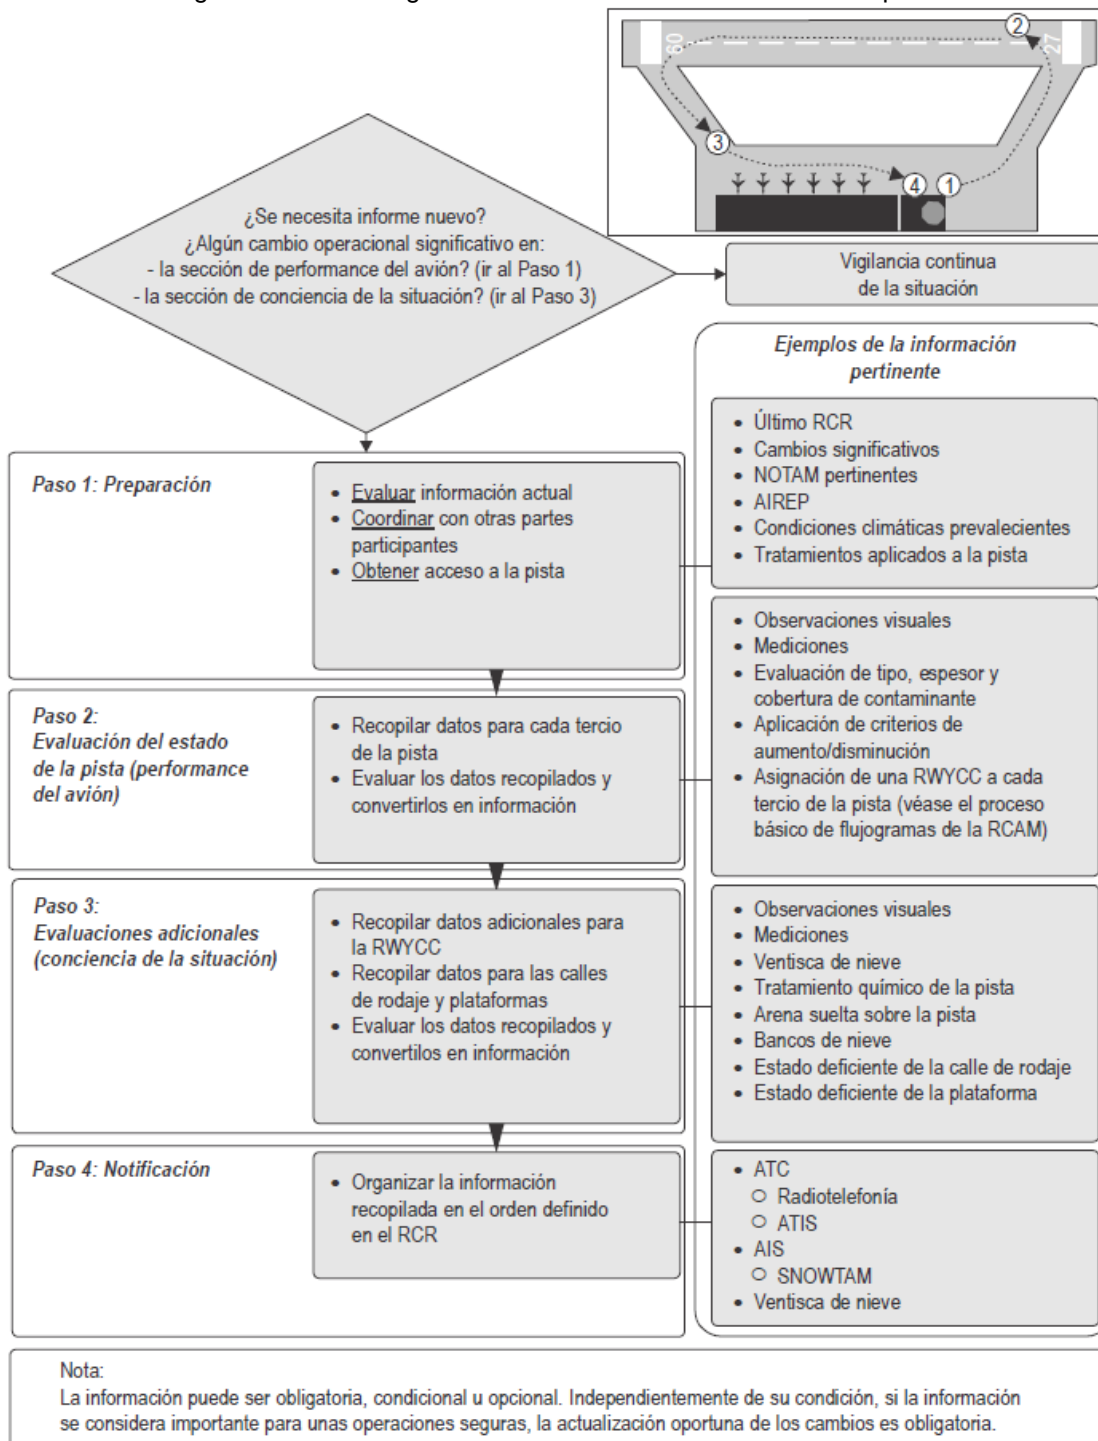 2
60
27
3
4
1
¿Se necesita informe nuevo?
¿Algún cambio operacional significativo en:
- la sección de performance del avión? (ir al Paso 1)
- la sección de conciencia de la situación? (ir al Paso 3)
Vigilancia continua
de la situación
Ejemplos de la información
pertinente
Paso 1: Preparación
• Evaluar información actual
• Coordinar con otras partes
participantes
• Obtener acceso a la pista
• Último RCR
• Cambios significativos
• NOTAM pertinentes
• AIREP
• Condiciones climáticas prevalecientes
• Tratamientos aplicados a la pista
Paso 2:
Evaluación del estado
de la pista (performance
del avión)
• Recopilar datos para cada tercio
de la pista
• Evaluar los datos recopilados y
convertirlos en información
• Observaciones visuales
• Mediciones
• Evaluación de tipo, espesor y
cobertura de contaminante
• Aplicación de criterios de
aumento/disminución
• Asignación de una RWYCC a cada
tercio de la pista (véase el proceso
básico de flujogramas de la RCAM)
Paso 3:
Evaluaciones adicionales
(conciencia de la situación)
• Recopilar datos adicionales para
la RWYCC
• Recopilar datos para las calles
de rodaje y plataformas
• Evaluar los datos recopilados y
convertilos en información
• Observaciones visuales
• Mediciones
• Ventisca de nieve
• Tratamiento químico de la pista
• Arena suelta sobre la pista
• Bancos de nieve
• Estado deficiente de la calle de rodaje
• Estado deficiente de la plataforma
Paso 4: Notificación
• Organizar la información
recopilada en el orden definido
en el RCR
• ATC
○ Radiotelefonía
○ ATIS
• AIS
○ SNOWTAM
• Ventisca de nieve
Nota:
La información puede ser obligatoria, condicional u opcional. Independientemente de su condición, si la información
se considera importante para unas operaciones seguras, la actualización oportuna de los cambios es obligatoria.